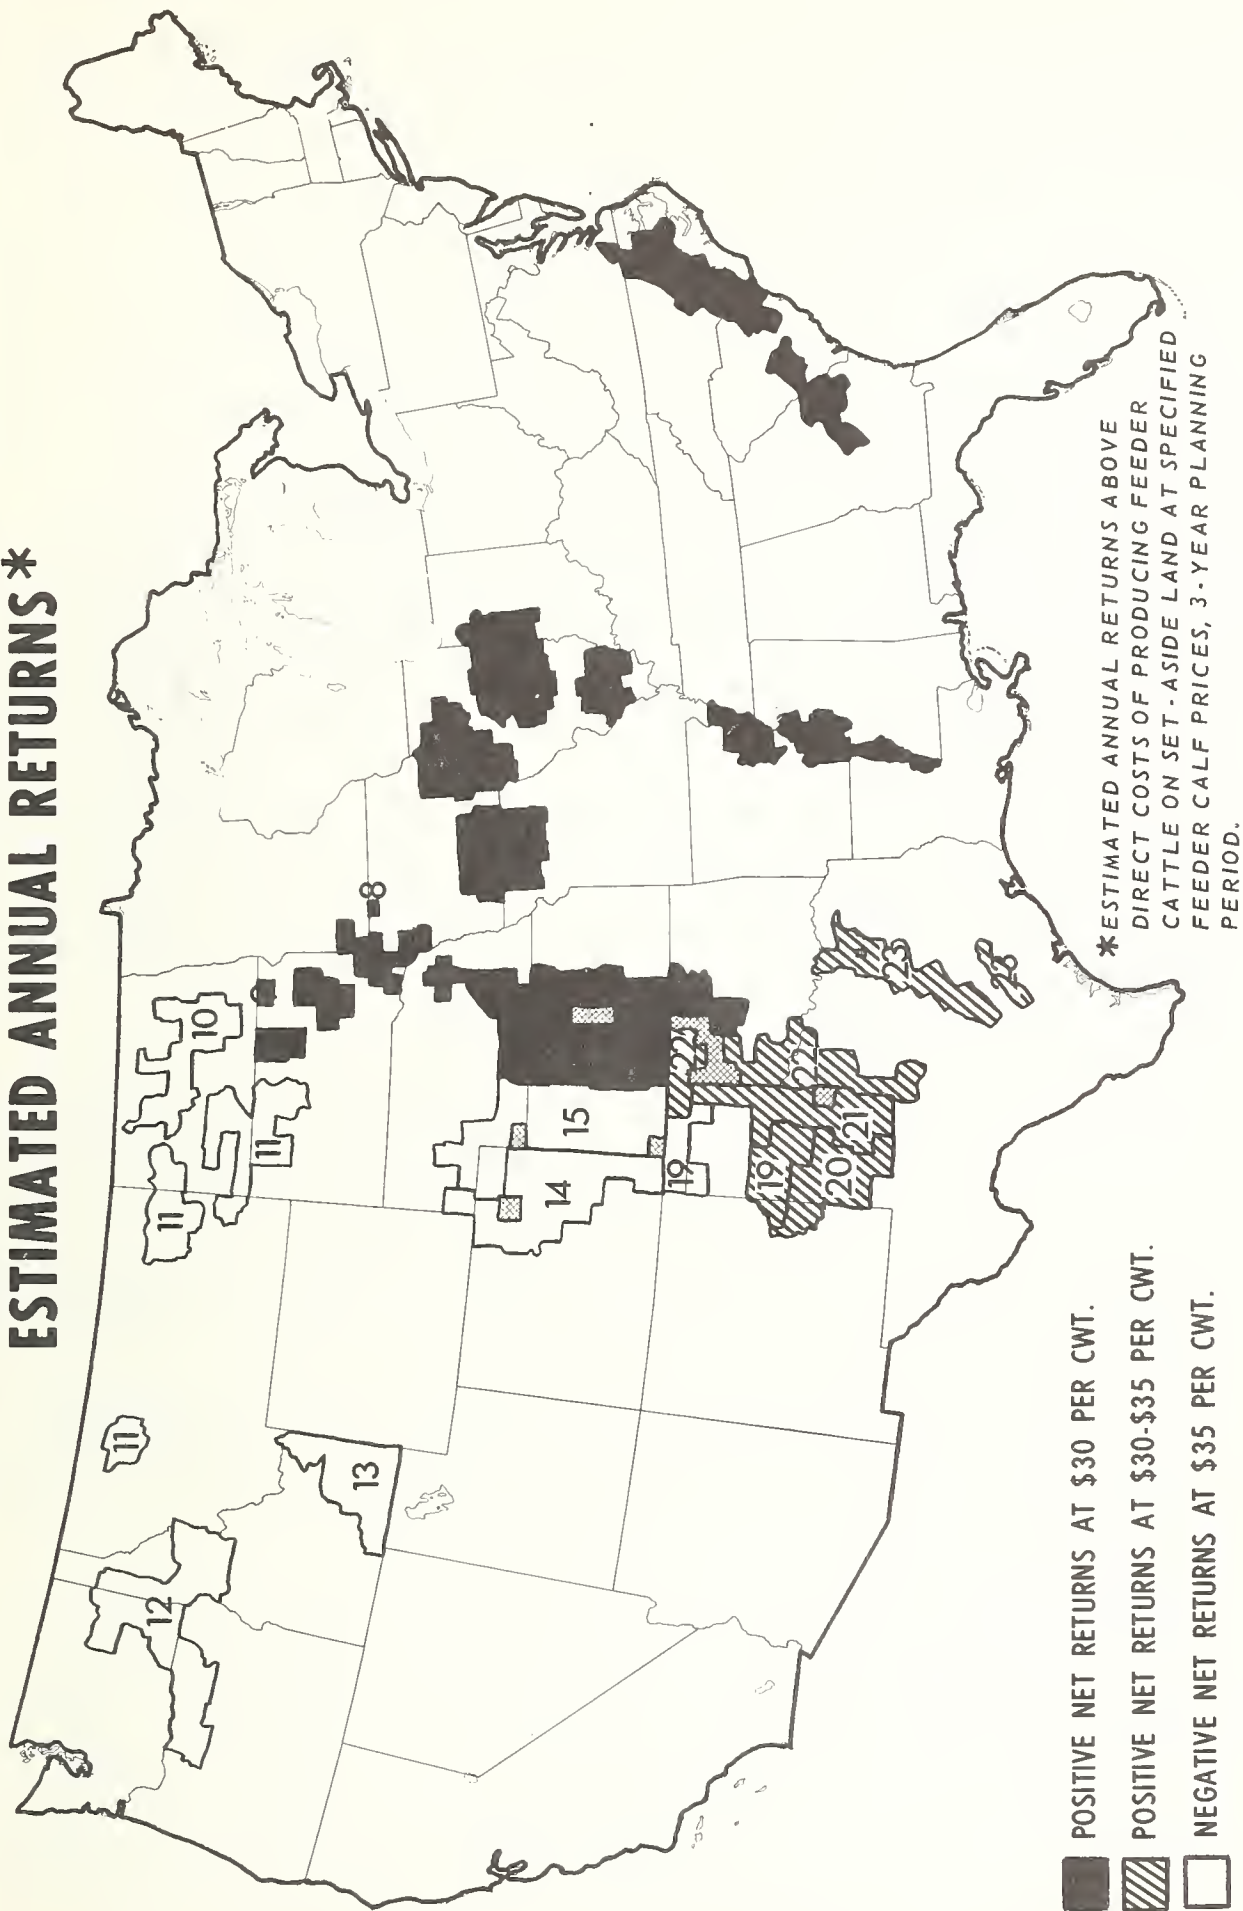 ESTIMATED ANNUAL RETURNS*
12
11
13
11
11
11
10
8
14
15
19
22
19
20
21
22
23
23
POSITIVE NET RETURNS AT $30 PER CWT.
POSITIVE NET RETURNS AT $30-$35 PER CWT.
NEGATIVE NET RETURNS AT $35 PER CWT.
*ESTIMATED ANNUAL RETURNS ABOVE
DIRECT COSTS OF PRODUCING FEEDER
CATTLE ON SET-ASIDE LAND AT SPECIFIED
FEEDER CALF PRICES, 3-YEAR PLANNING
PERIOD.